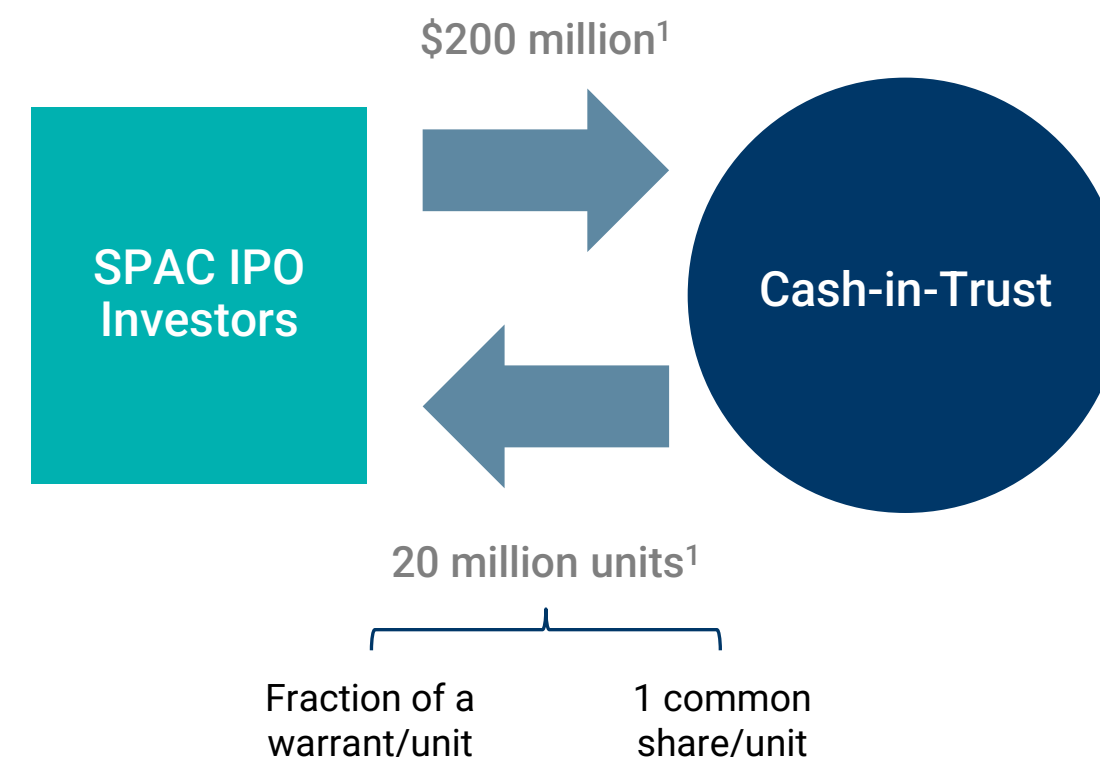 $200 million¹
SPAC IPO
Investors
Cash-in-Trust
20 million units¹
Fraction of a
warrant/unit
1 common
share/unit